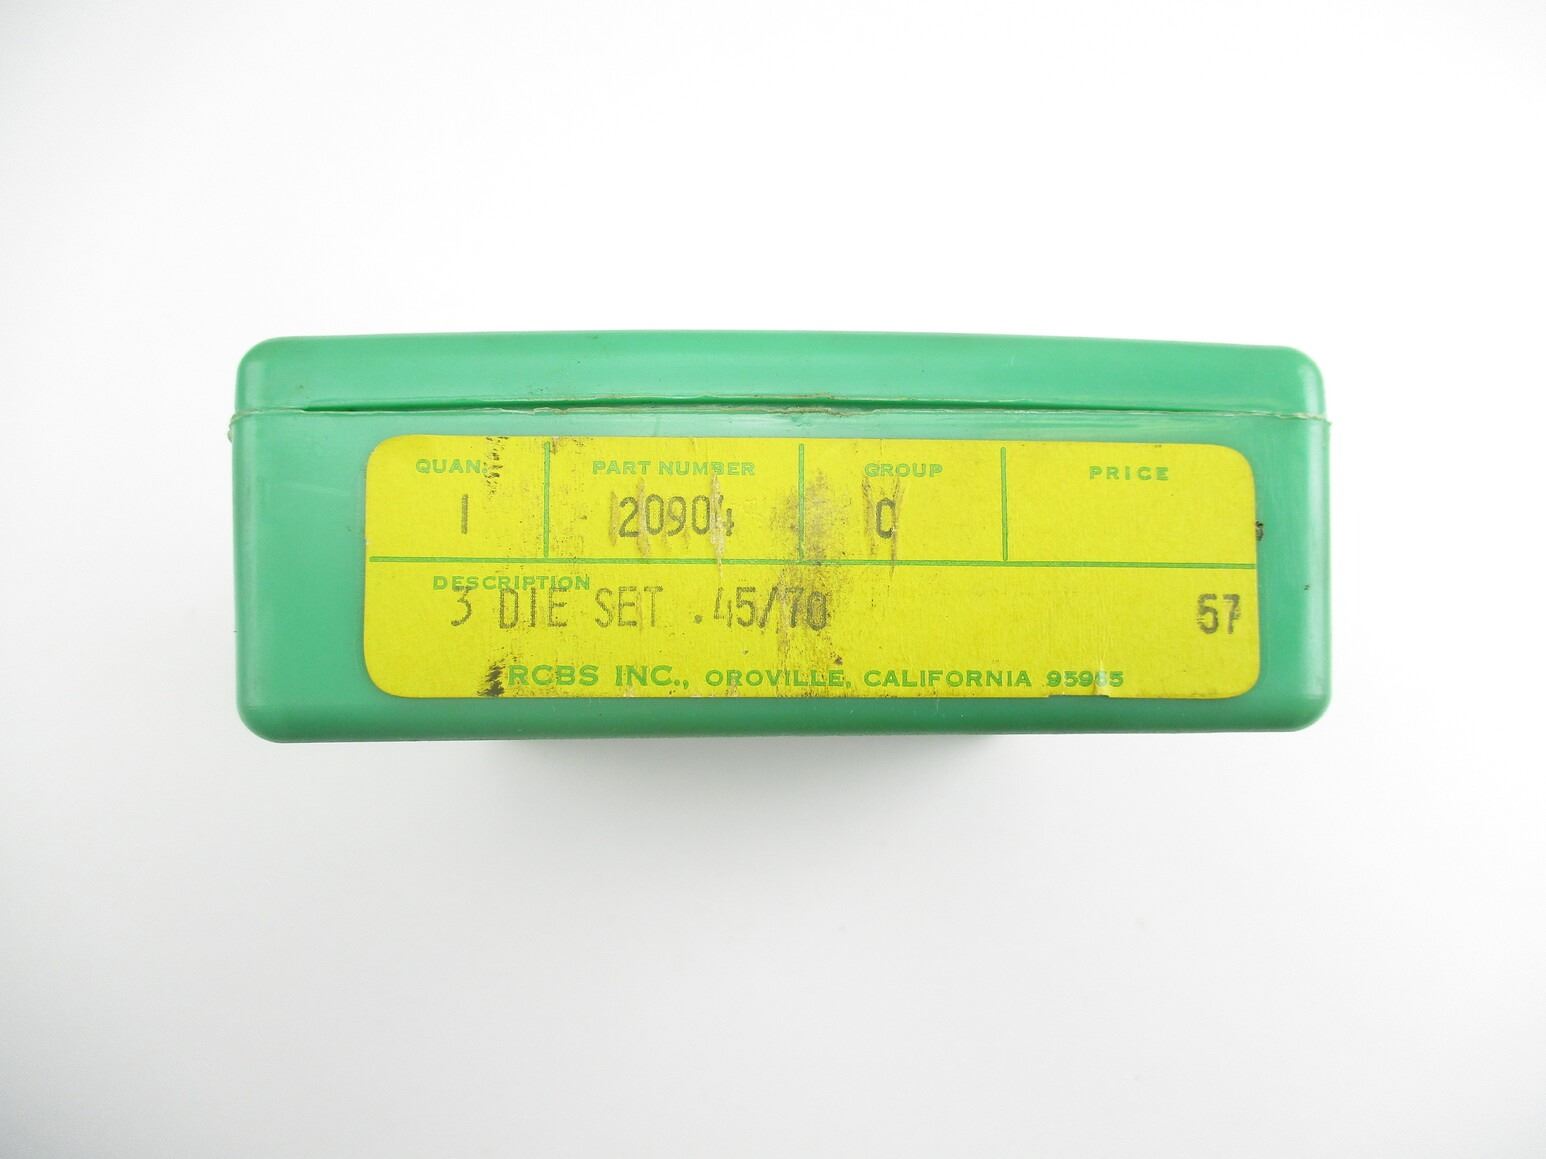 QUAN. PART NUMBER GROUP PRICE
1 20904 C
DESCRIPTION
3 DIE SET .45/70 57
RCBS INC., OROVILLE, CALIFORNIA 95965